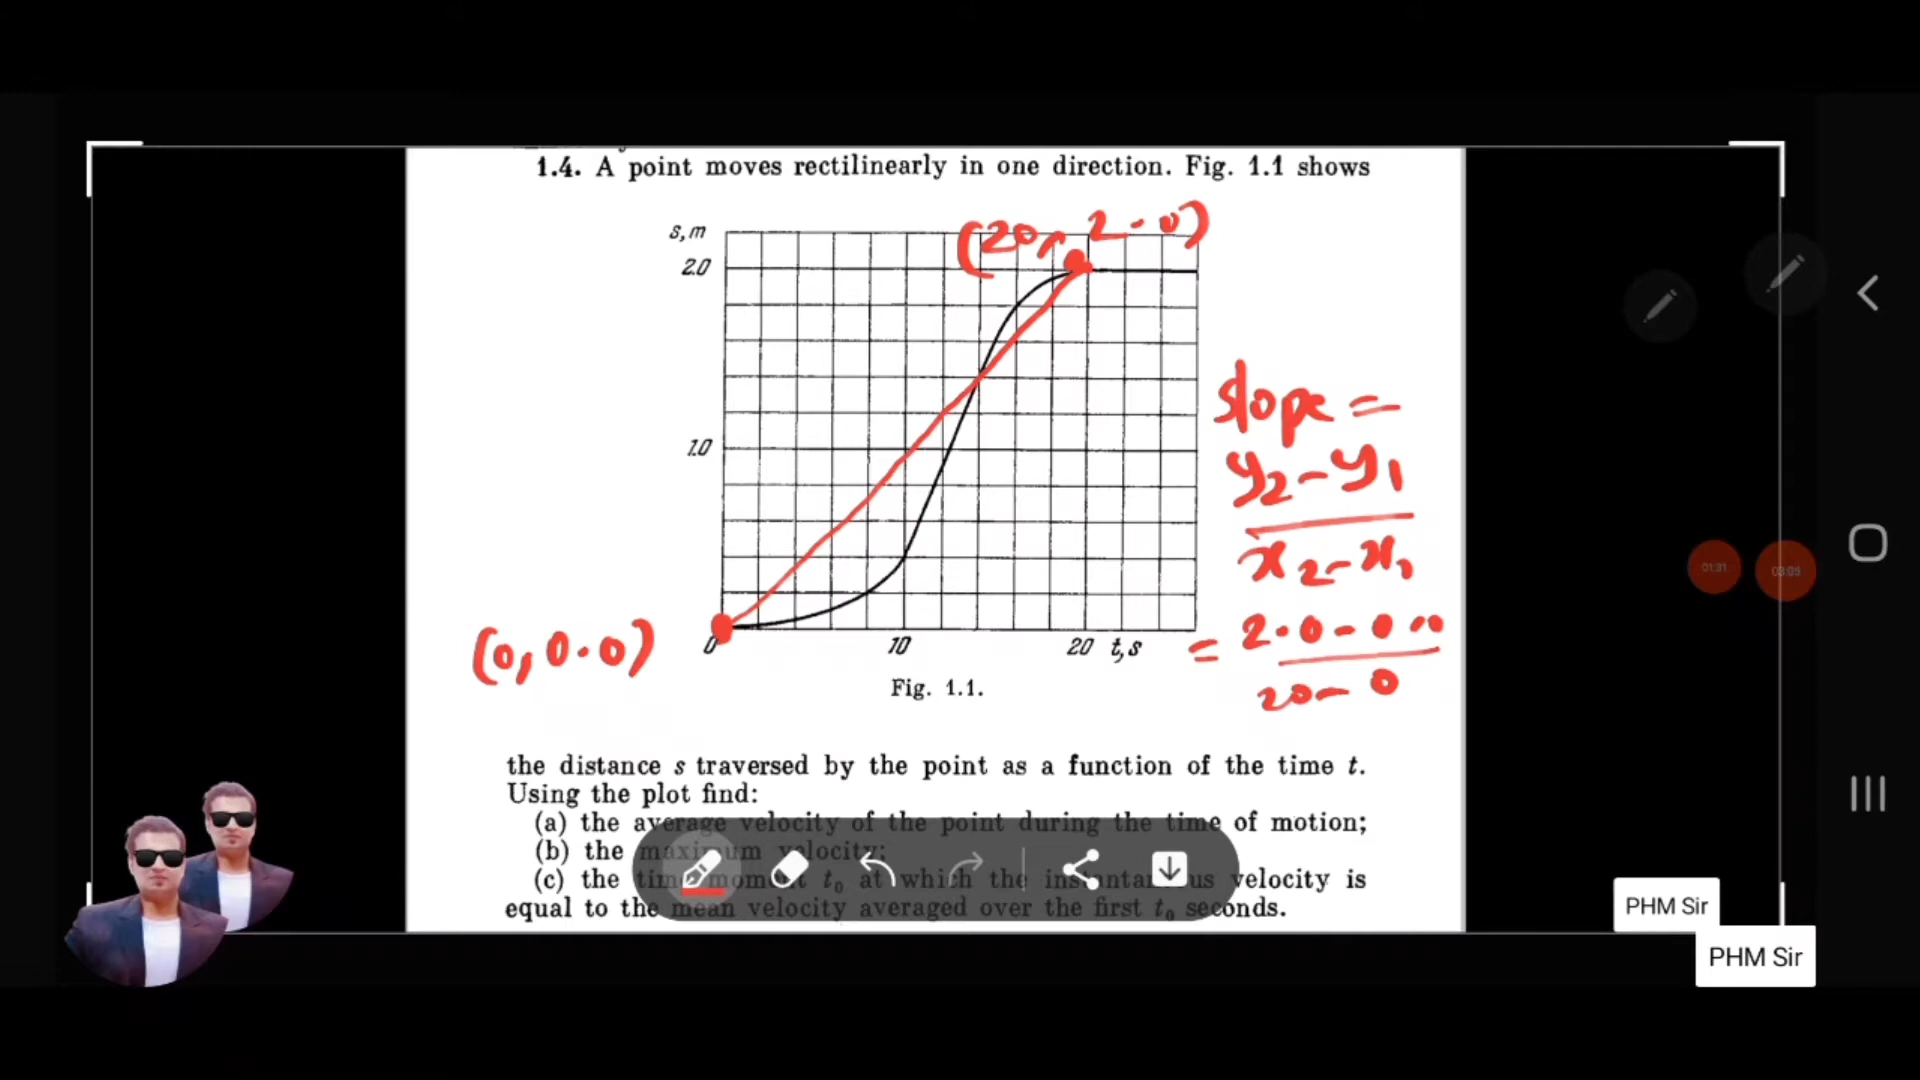 1.4. A point moves rectilinearly in one direction. Fig. 1.1 shows
(20, 2.0)
s, m
2.0
1.0
slope =
y2-y1
x2-x1
= 2.0-0.0
20-0
(0, 0.0)
0
10
20 t, s
Fig. 1.1.
the distance s traversed by the point as a function of the time t.
Using the plot find:
(a) the average velocity of the point during the time of motion;
(b) the maximum velocity;
(c) the time moment t0 at which the instantaneous velocity is
equal to the mean velocity averaged over the first t0 seconds.
01:31
03:05
PHM Sir
PHM Sir